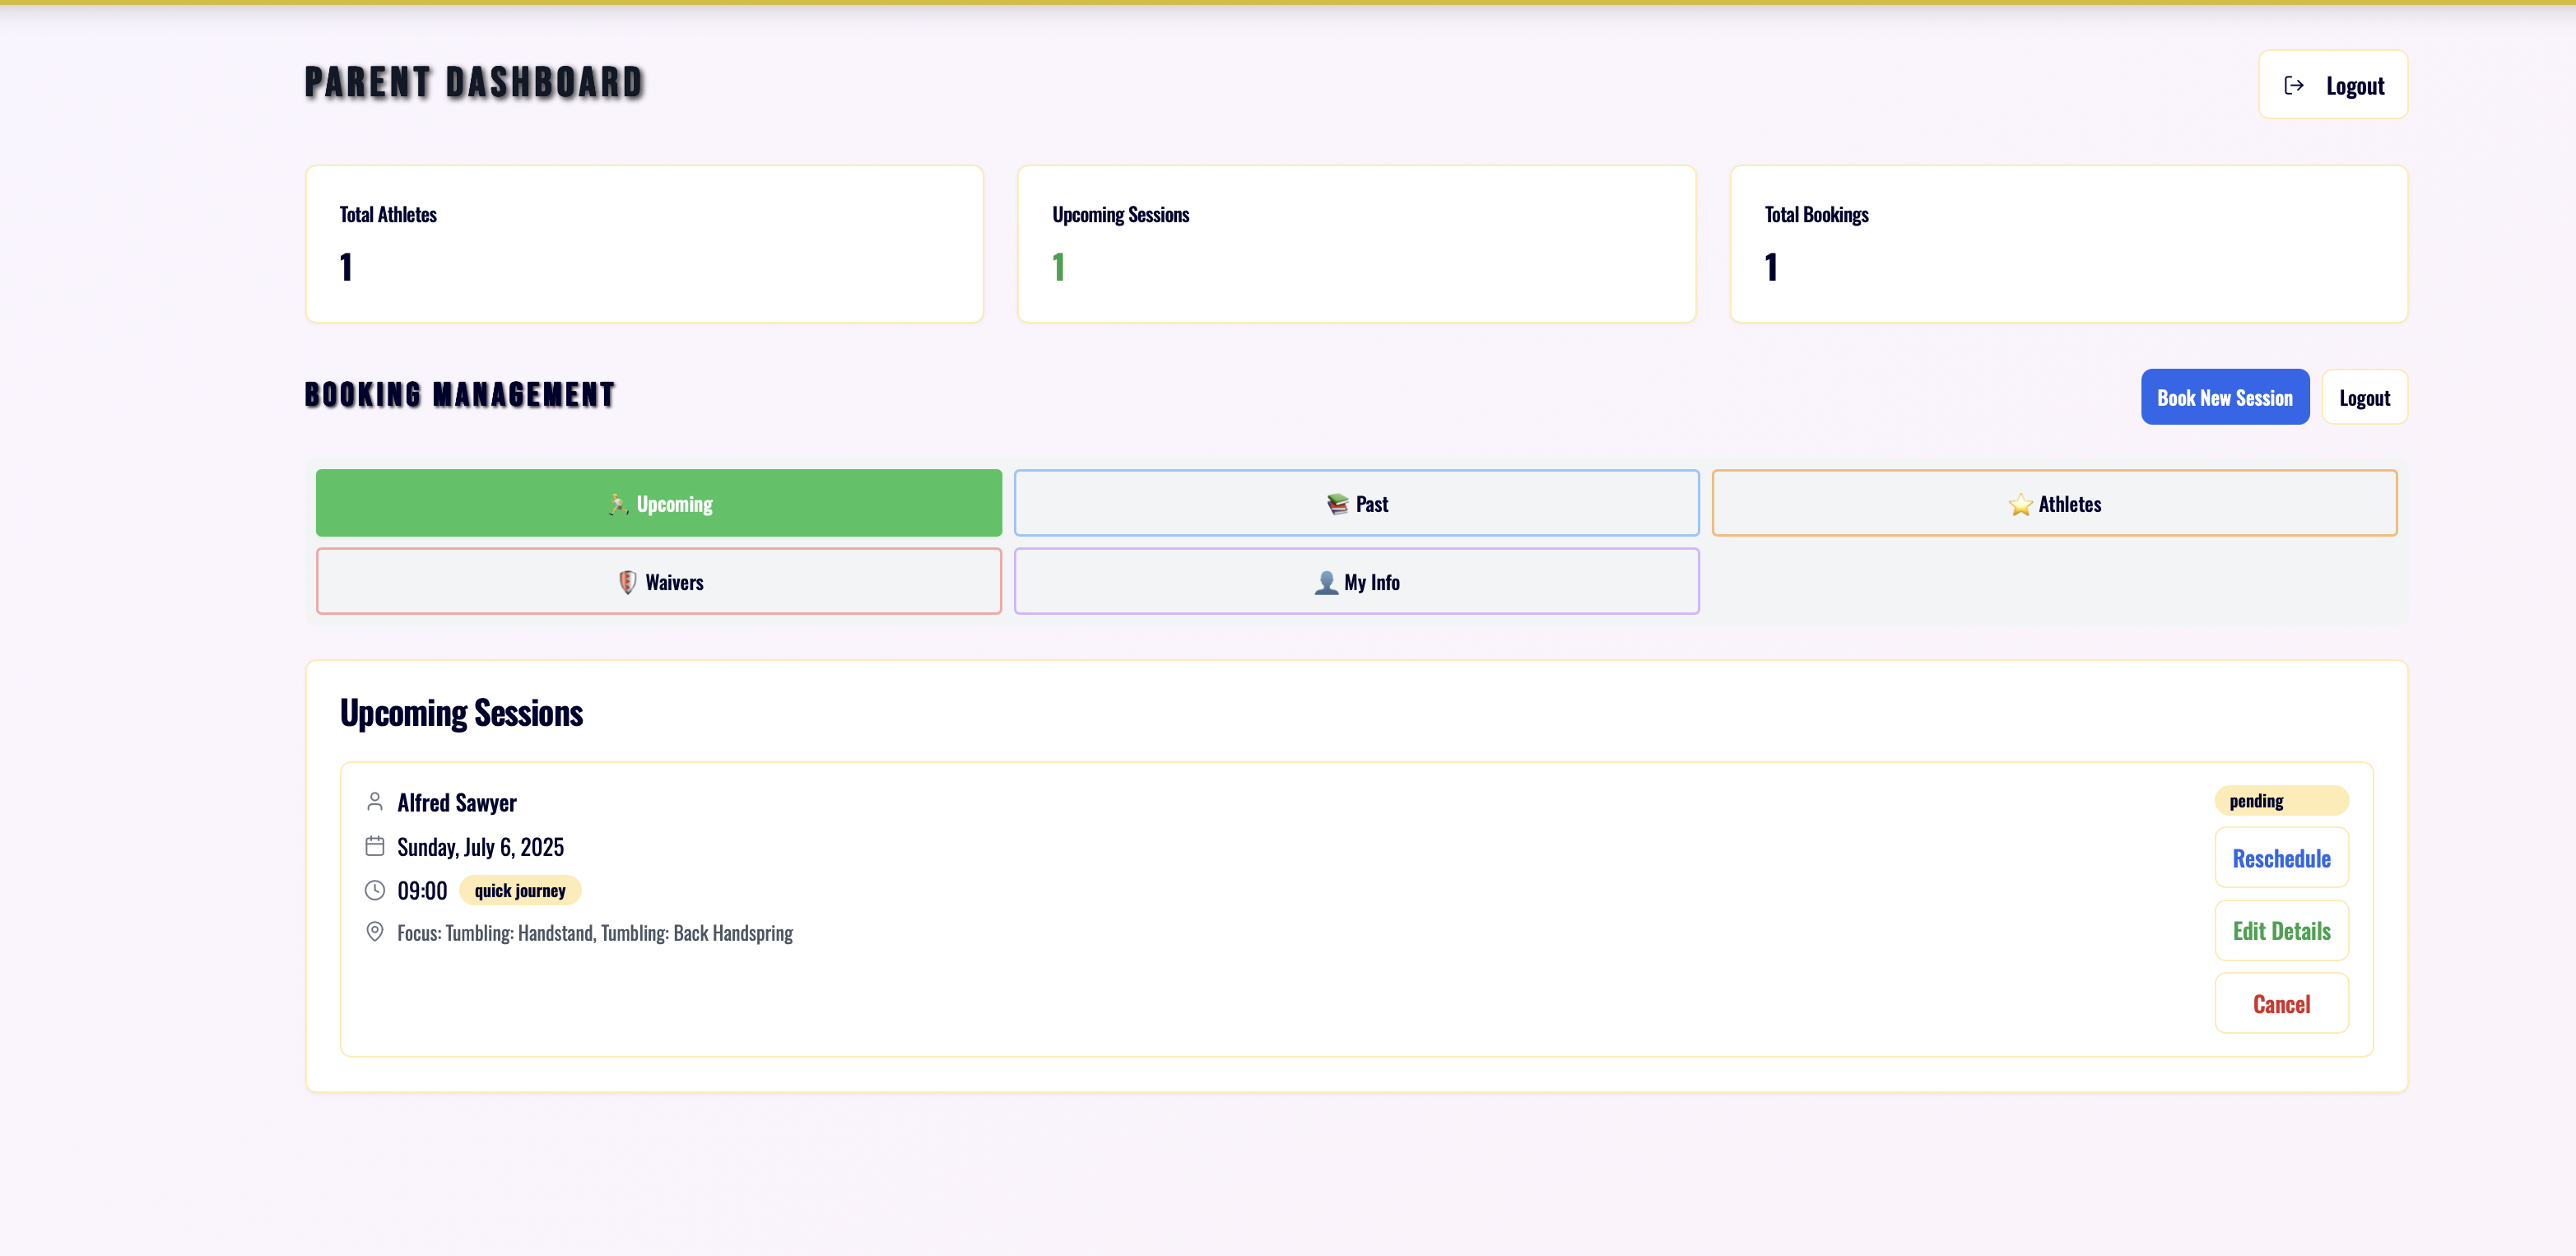 PARENT DASHBOARD
Logout
Total Athletes
1
Upcoming Sessions
1
Total Bookings
1
BOOKING MANAGEMENT
Book New Session
Logout
Upcoming
Past
Athletes
Waivers
My Info
Upcoming Sessions
Alfred Sawyer
Sunday, July 6, 2025
09:00 quick journey
Focus: Tumbling: Handstand, Tumbling: Back Handspring
pending
Reschedule
Edit Details
Cancel